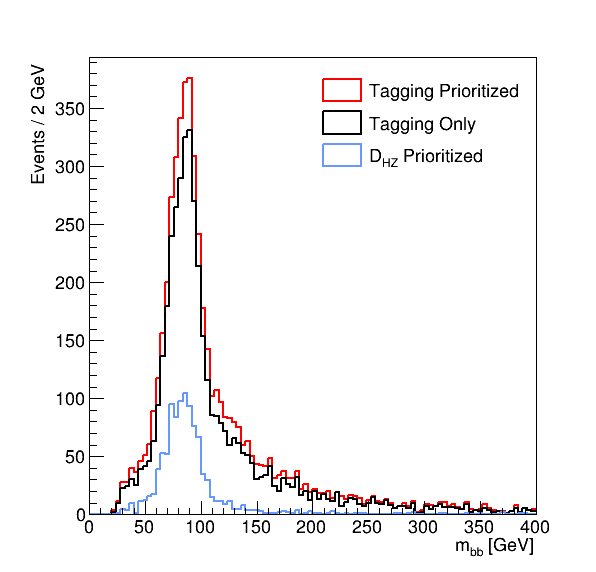 Events / 2 GeV
350
300
250
200
150
100
50
0
Tagging Prioritized
Tagging Only
D_HZ Prioritized
0 50 100 150 200 250 300 350 400
m_bb [GeV]